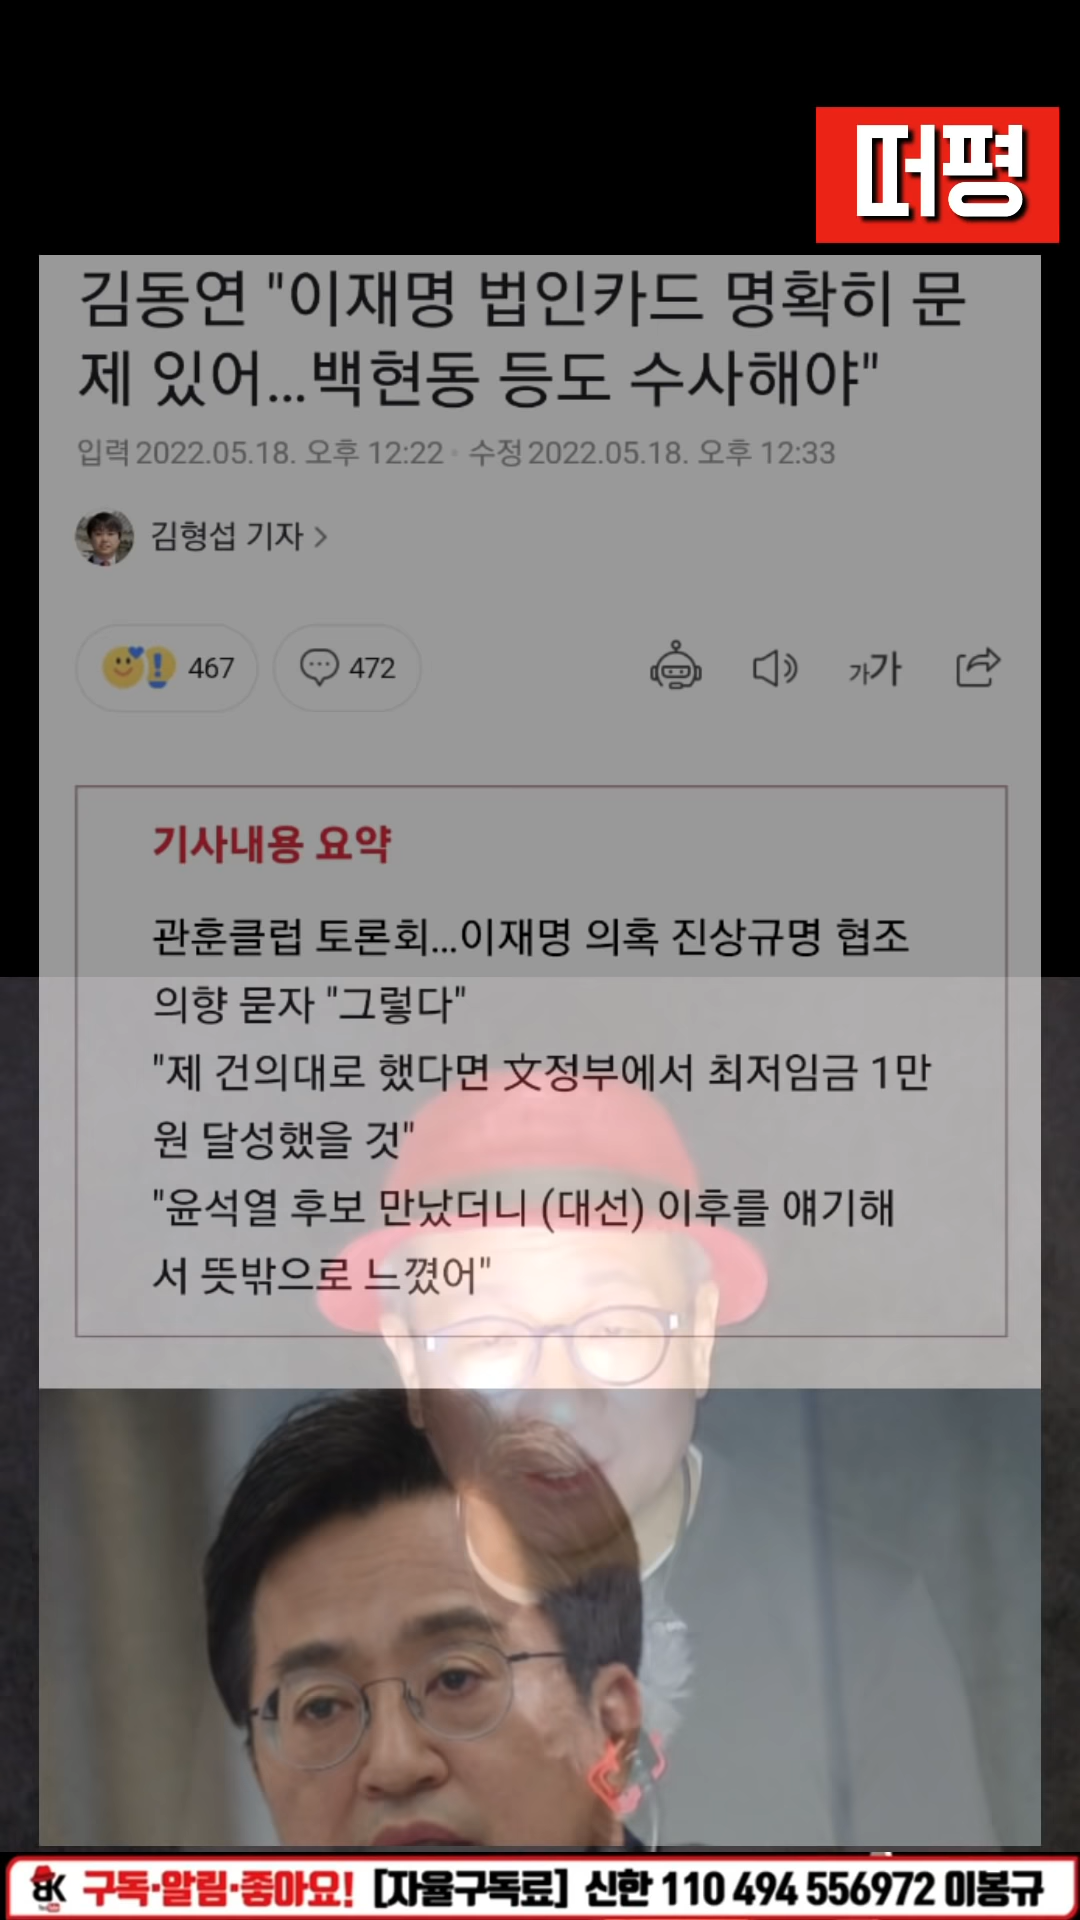 떠평
김동연 "이재명 법인카드 명확히 문
제 있어...백현동 등도 수사해야"
입력 2022.05.18. 오후 12:22 · 수정 2022.05.18. 오후 12:33
김형섭 기자 >
467 472 가가
기사내용 요약
관훈클럽 토론회...이재명 의혹 진상규명 협조
의향 묻자 "그렇다"
"제 건의대로 했다면 文정부에서 최저임금 1만
원 달성했을 것"
"윤석열 후보 만났더니 (대선) 이후를 얘기해
서 뜻밖으로 느꼈어"
BK 구독·알림·좋아요! [자율구독료] 신한 110 494 556972 이봉규